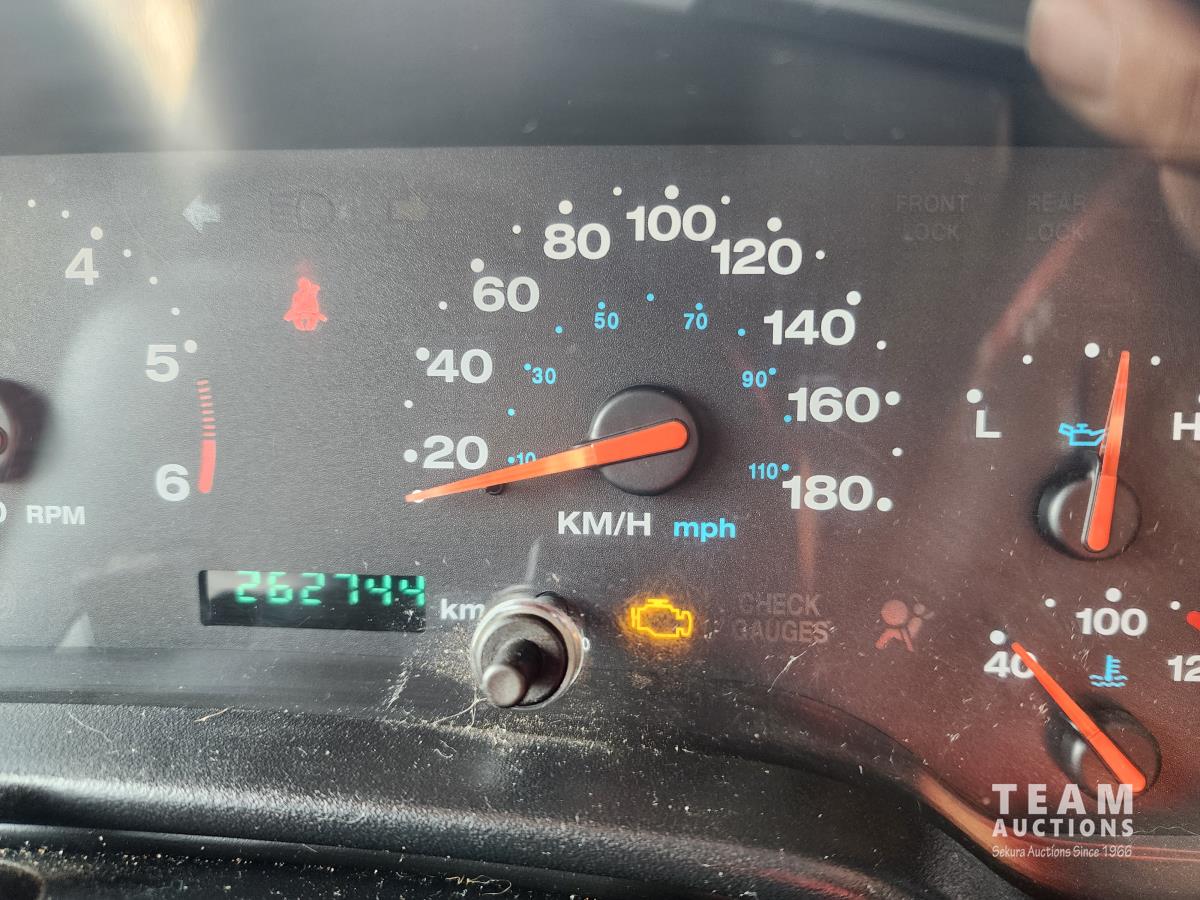 FRONT LOCK
REAR LOCK
4
5
6
RPM
20
40
60
80
100
120
140
160
180
10
30
50
70
90
110
KM/H mph
L
H
262744 km
CHECK GAUGES
40
100
TEAM
AUCTIONS
Sekura Auctions Since 1966